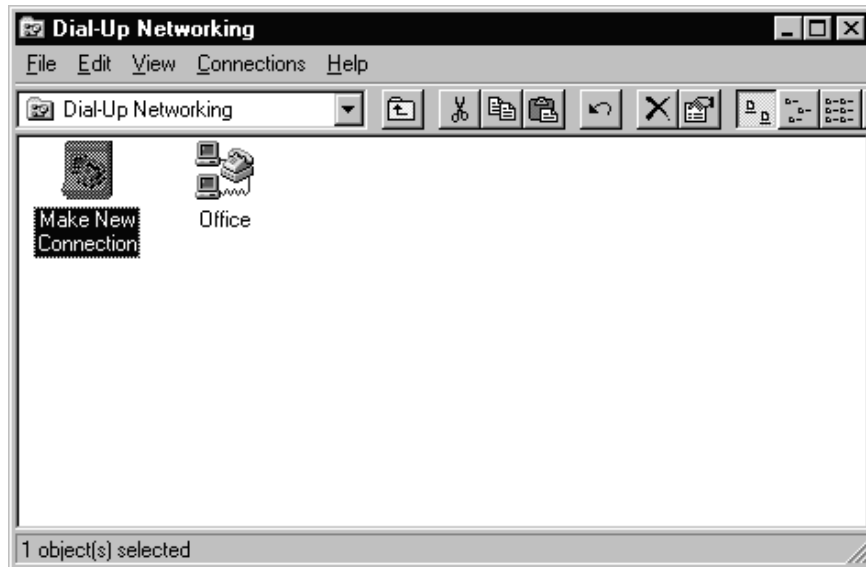 Dial-Up Networking
File Edit View Connections Help
Dial-Up Networking
Make New
Connection
Office
1 object(s) selected